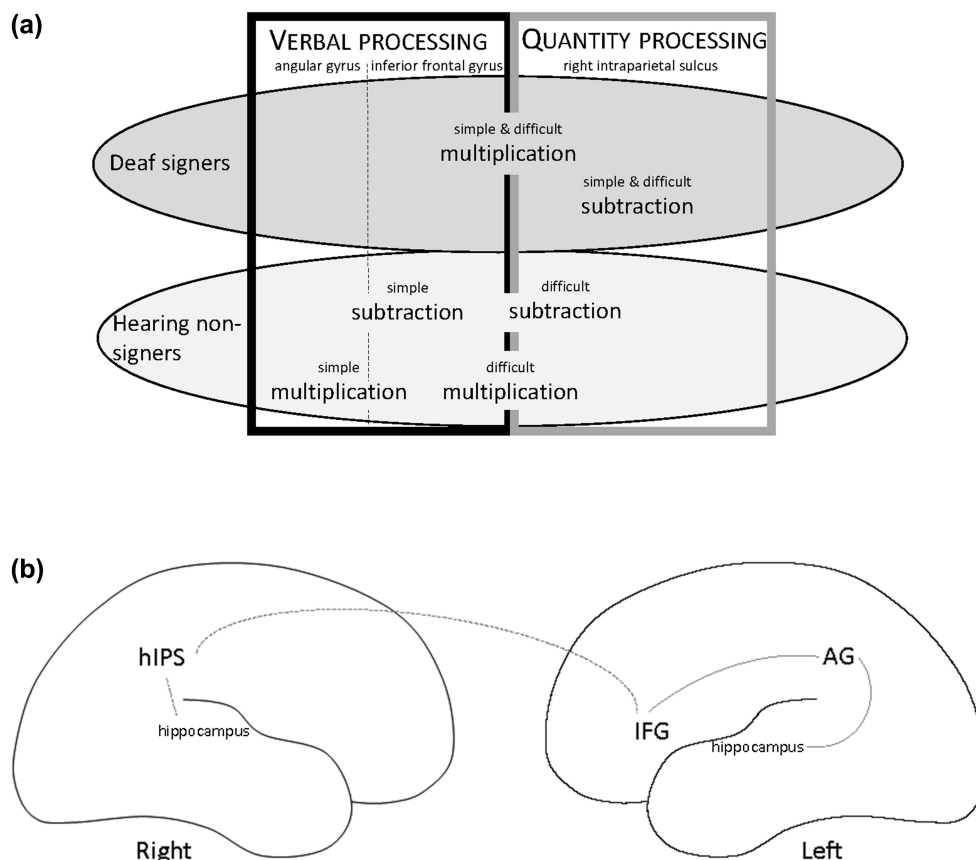 (a)
VERBAL PROCESSING
QUANTITY PROCESSING
angular gyrus
inferior frontal gyrus
right intraparietal sulcus
simple & difficult
multiplication
Deaf signers
simple & difficult
subtraction
simple
subtraction
difficult
subtraction
Hearing non-
signers
simple
multiplication
difficult
multiplication
(b)
hIPS
AG
hippocampus
IFG
hippocampus
Right
Left